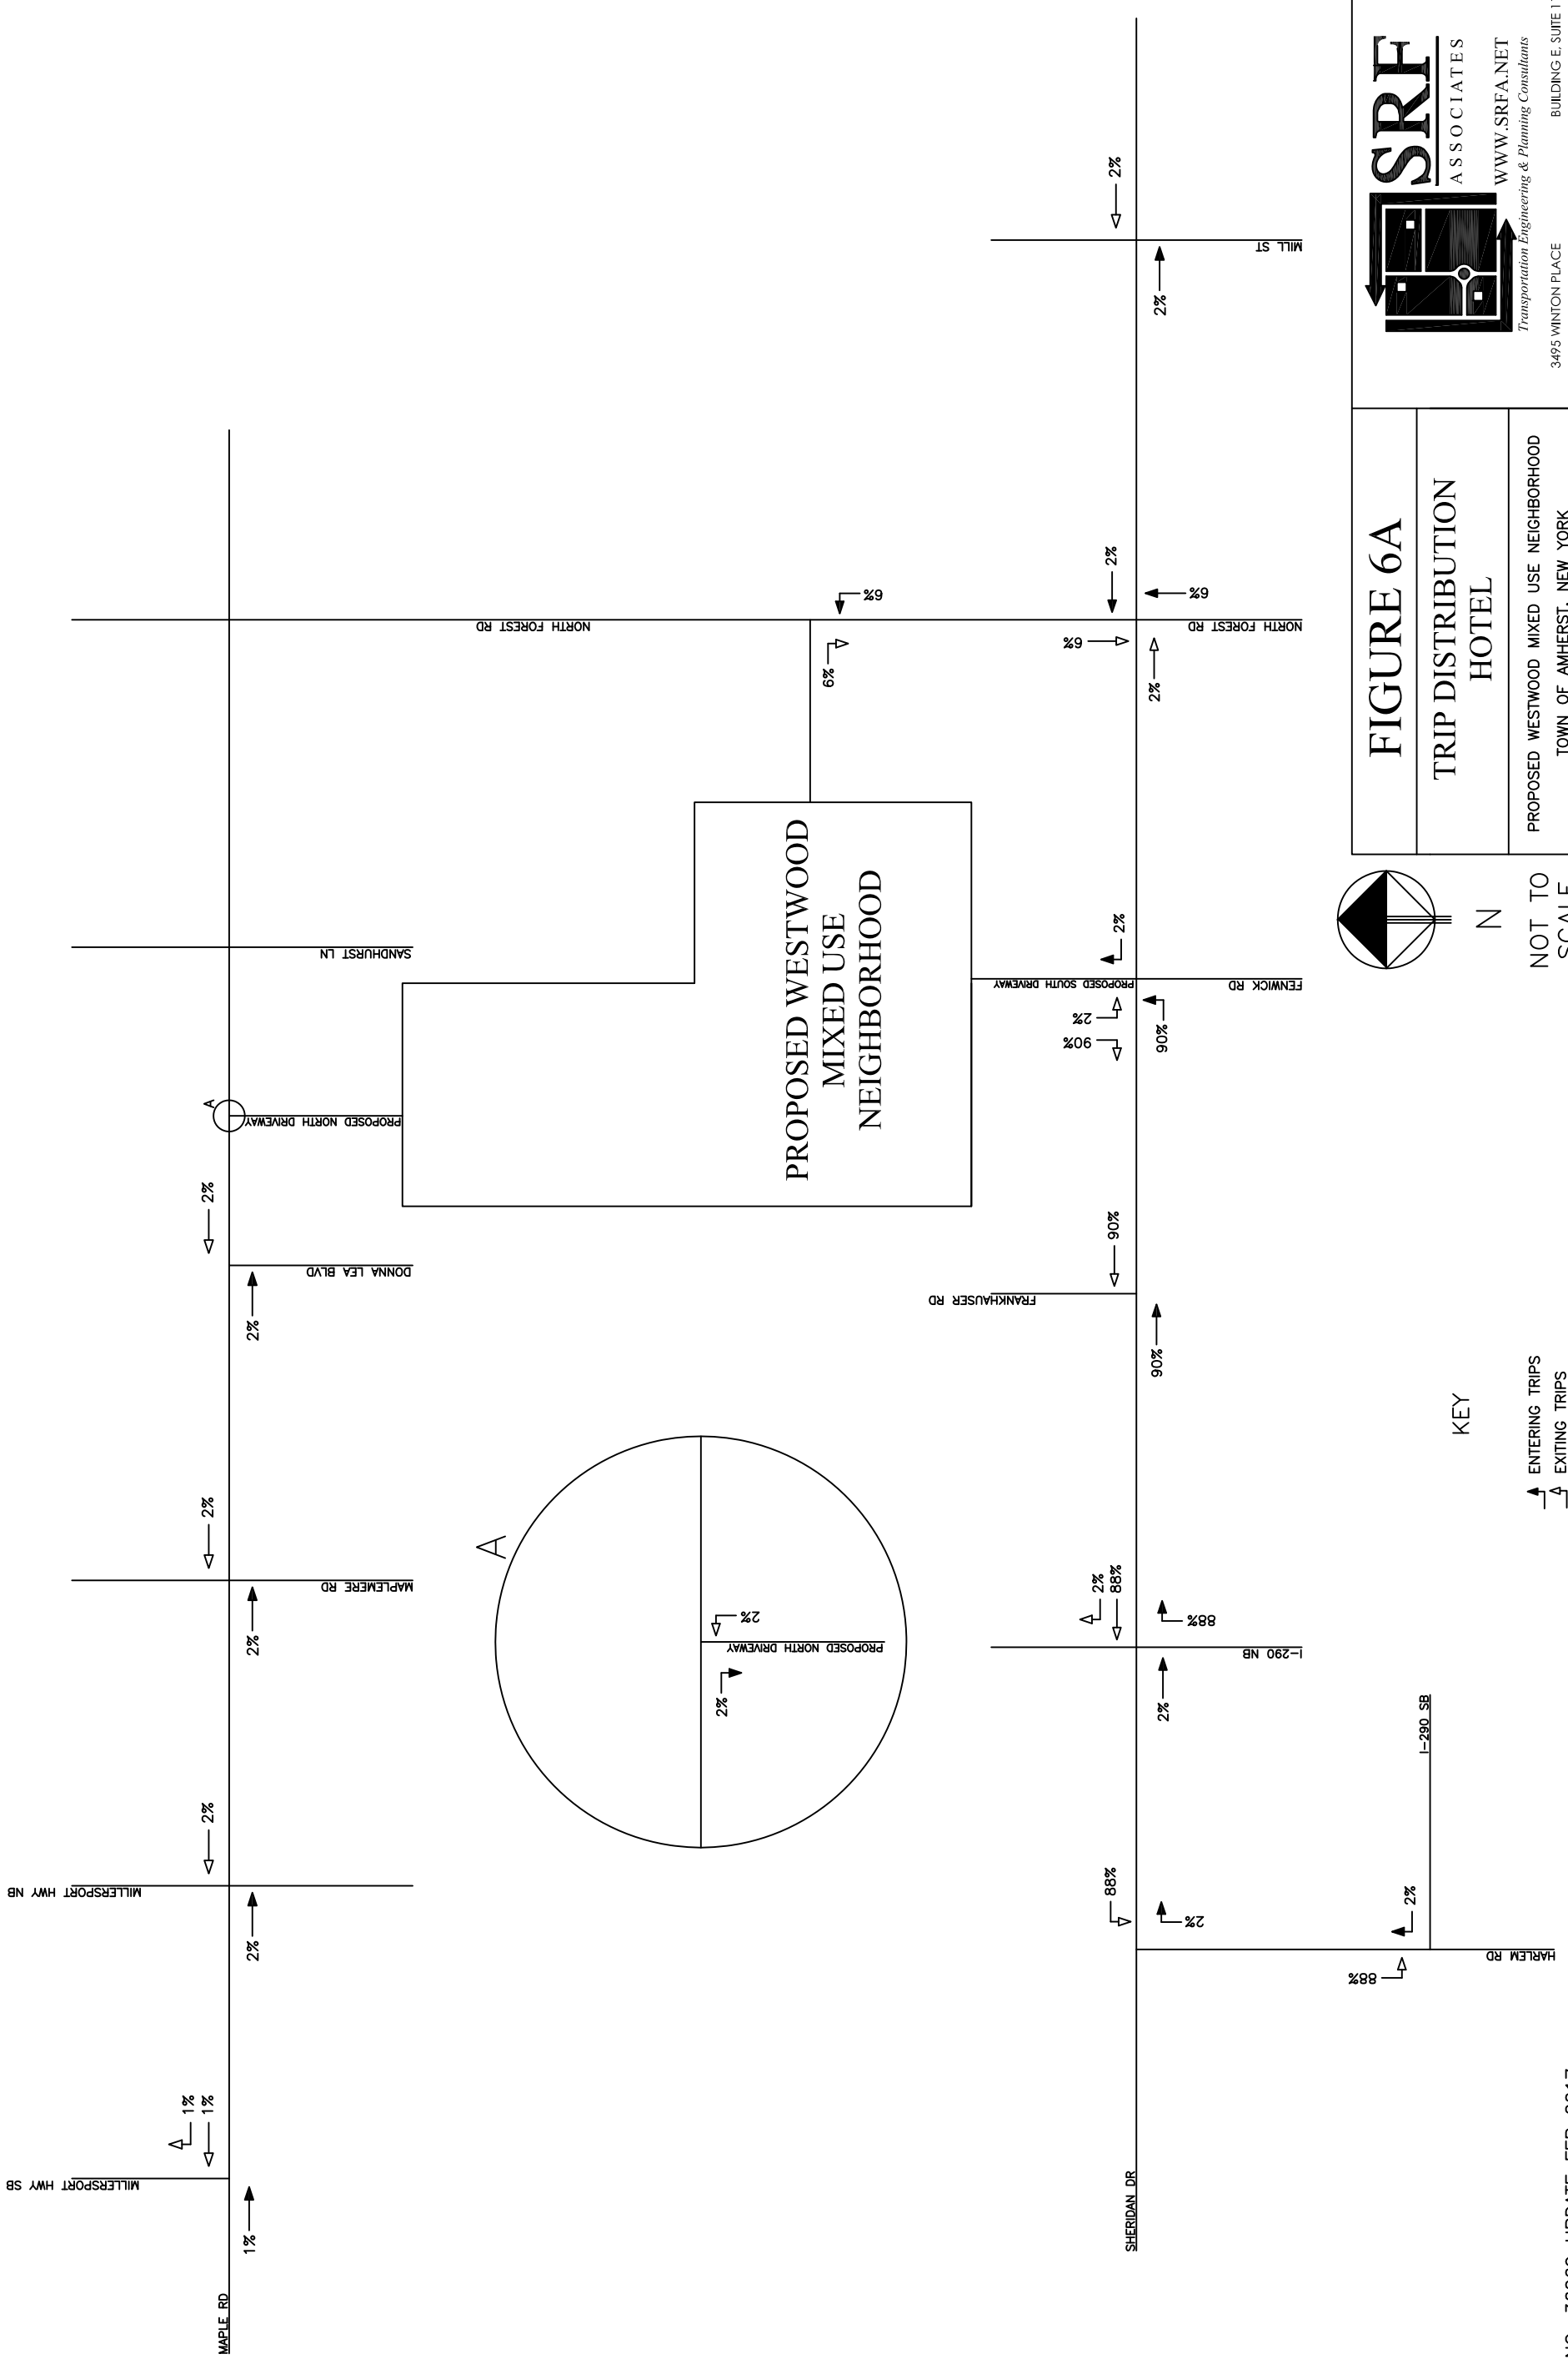 MAPLE RD
MILLERSPORT HWY SB
1%
1%
1%
MILLERSPORT HWY NB
2%
2%
MAPLEMERE RD
2%
2%
DONNA LEA BLVD
2%
2%
A
PROPOSED NORTH DRIVEWAY
SANDHURST LN
NORTH FOREST RD
A
2%
2%
PROPOSED NORTH DRIVEWAY
PROPOSED WESTWOOD
MIXED USE
NEIGHBORHOOD
6%
6%
SHERIDAN DR
88%
2%
HARLEM RD
88%
2%
I-290 SB
2%
88%
2%
88%
I-290 NB
FRANKHAUSER RD
90%
90%
PROPOSED SOUTH DRIVEWAY
2%
90%
2%
90%
FENWICK RD
6%
2%
2%
6%
NORTH FOREST RD
2%
2%
MILL ST
KEY
ENTERING TRIPS
EXITING TRIPS
N
NOT TO
SCALE
FIGURE 6A
TRIP DISTRIBUTION
HOTEL
PROPOSED WESTWOOD MIXED USE NEIGHBORHOOD
TOWN OF AMHERST, NEW YORK
SRF
ASSOCIATES
WWW.SRFA.NET
Transportation Engineering & Planning Consultants
3495 WINTON PLACE
BUILDING E, SUITE